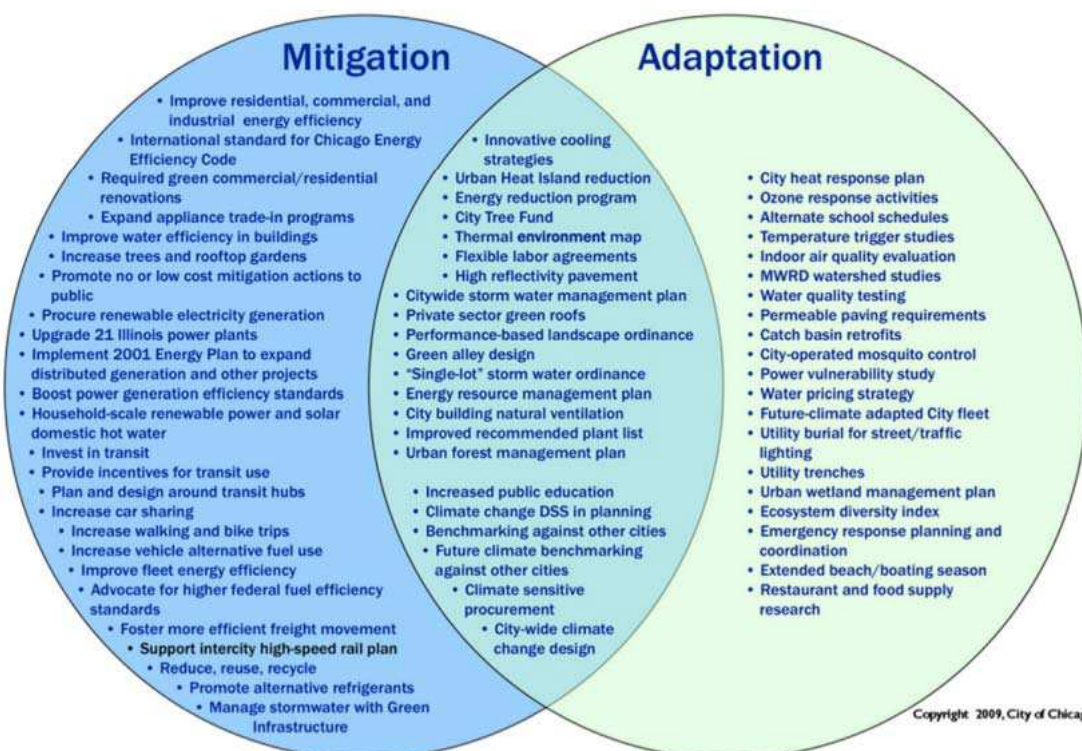 Mitigation
• Improve residential, commercial, and
industrial energy efficiency
• International standard for Chicago Energy
Efficiency Code
• Required green commercial/residential
renovations
• Expand appliance trade-in programs
• Improve water efficiency in buildings
• Increase trees and rooftop gardens
• Promote no or low cost mitigation actions to
public
• Procure renewable electricity generation
• Upgrade 21 Illinois power plants
• Implement 2001 Energy Plan to expand
distributed generation and other projects
• Boost power generation efficiency standards
• Household-scale renewable power and solar
domestic hot water
• Invest in transit
• Provide incentives for transit use
• Plan and design around transit hubs
• Increase car sharing
• Increase walking and bike trips
• Increase vehicle alternative fuel use
• Improve fleet energy efficiency
• Advocate for higher federal fuel efficiency
standards
• Foster more efficient freight movement
• Support intercity high-speed rail plan
• Reduce, reuse, recycle
• Promote alternative refrigerants
• Manage stormwater with Green
Infrastructure
• Innovative cooling
strategies
• Urban Heat Island reduction
• Energy reduction program
• City Tree Fund
• Thermal environment map
• Flexible labor agreements
• High reflectivity pavement
• Citywide storm water management plan
• Private sector green roofs
• Performance-based landscape ordinance
• Green alley design
• “Single-lot” storm water ordinance
• Energy resource management plan
• City building natural ventilation
• Improved recommended plant list
• Urban forest management plan
• Increased public education
• Climate change DSS in planning
• Benchmarking against other cities
• Future climate benchmarking
against other cities
• Climate sensitive
procurement
• City-wide climate
change design
Adaptation
• City heat response plan
• Ozone response activities
• Alternate school schedules
• Temperature trigger studies
• Indoor air quality evaluation
• MWRD watershed studies
• Water quality testing
• Permeable paving requirements
• Catch basin retrofits
• City-operated mosquito control
• Power vulnerability study
• Water pricing strategy
• Future-climate adapted City fleet
• Utility burial for street/traffic
lighting
• Utility trenches
• Urban wetland management plan
• Ecosystem diversity index
• Emergency response planning and
coordination
• Extended beach/boating season
• Restaurant and food supply
research
Copyright 2009, City of Chica